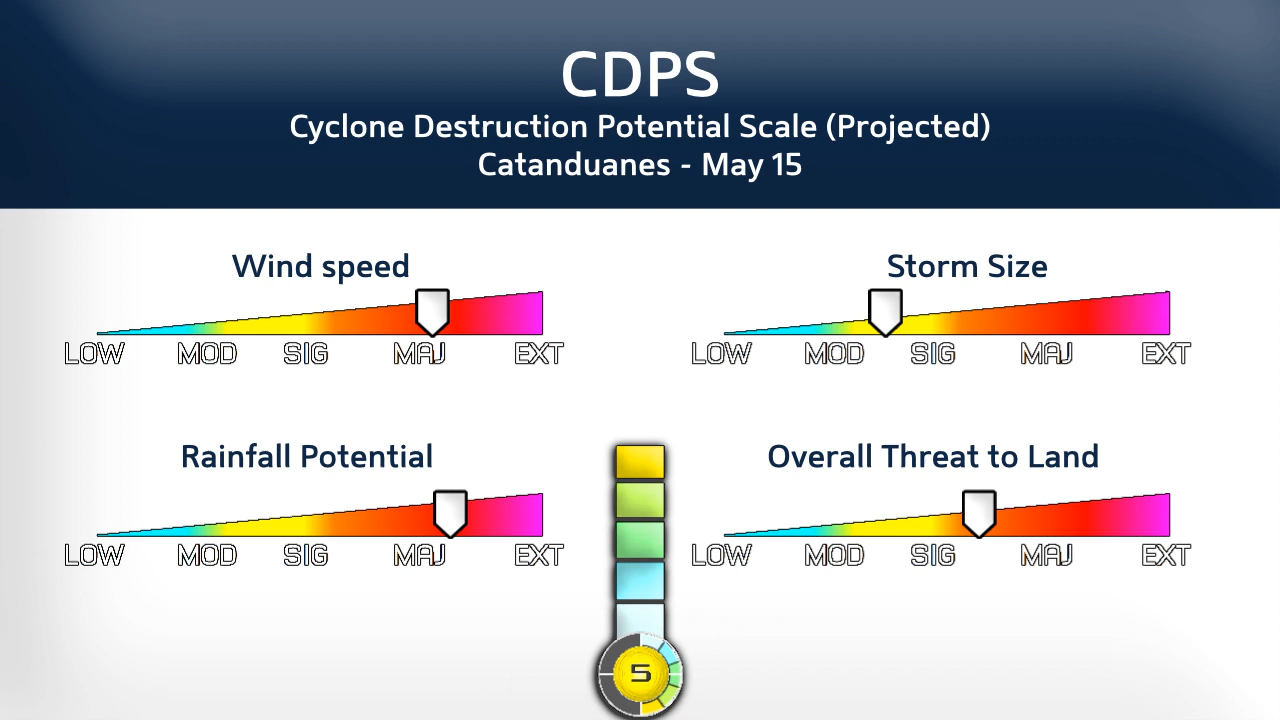 CDPS
Cyclone Destruction Potential Scale (Projected)
Catanduanes - May 15
Wind speed
LOW MOD SIG MAJ EXT
Storm Size
LOW MOD SIG MAJ EXT
Rainfall Potential
LOW MOD SIG MAJ EXT
Overall Threat to Land
LOW MOD SIG MAJ EXT
5